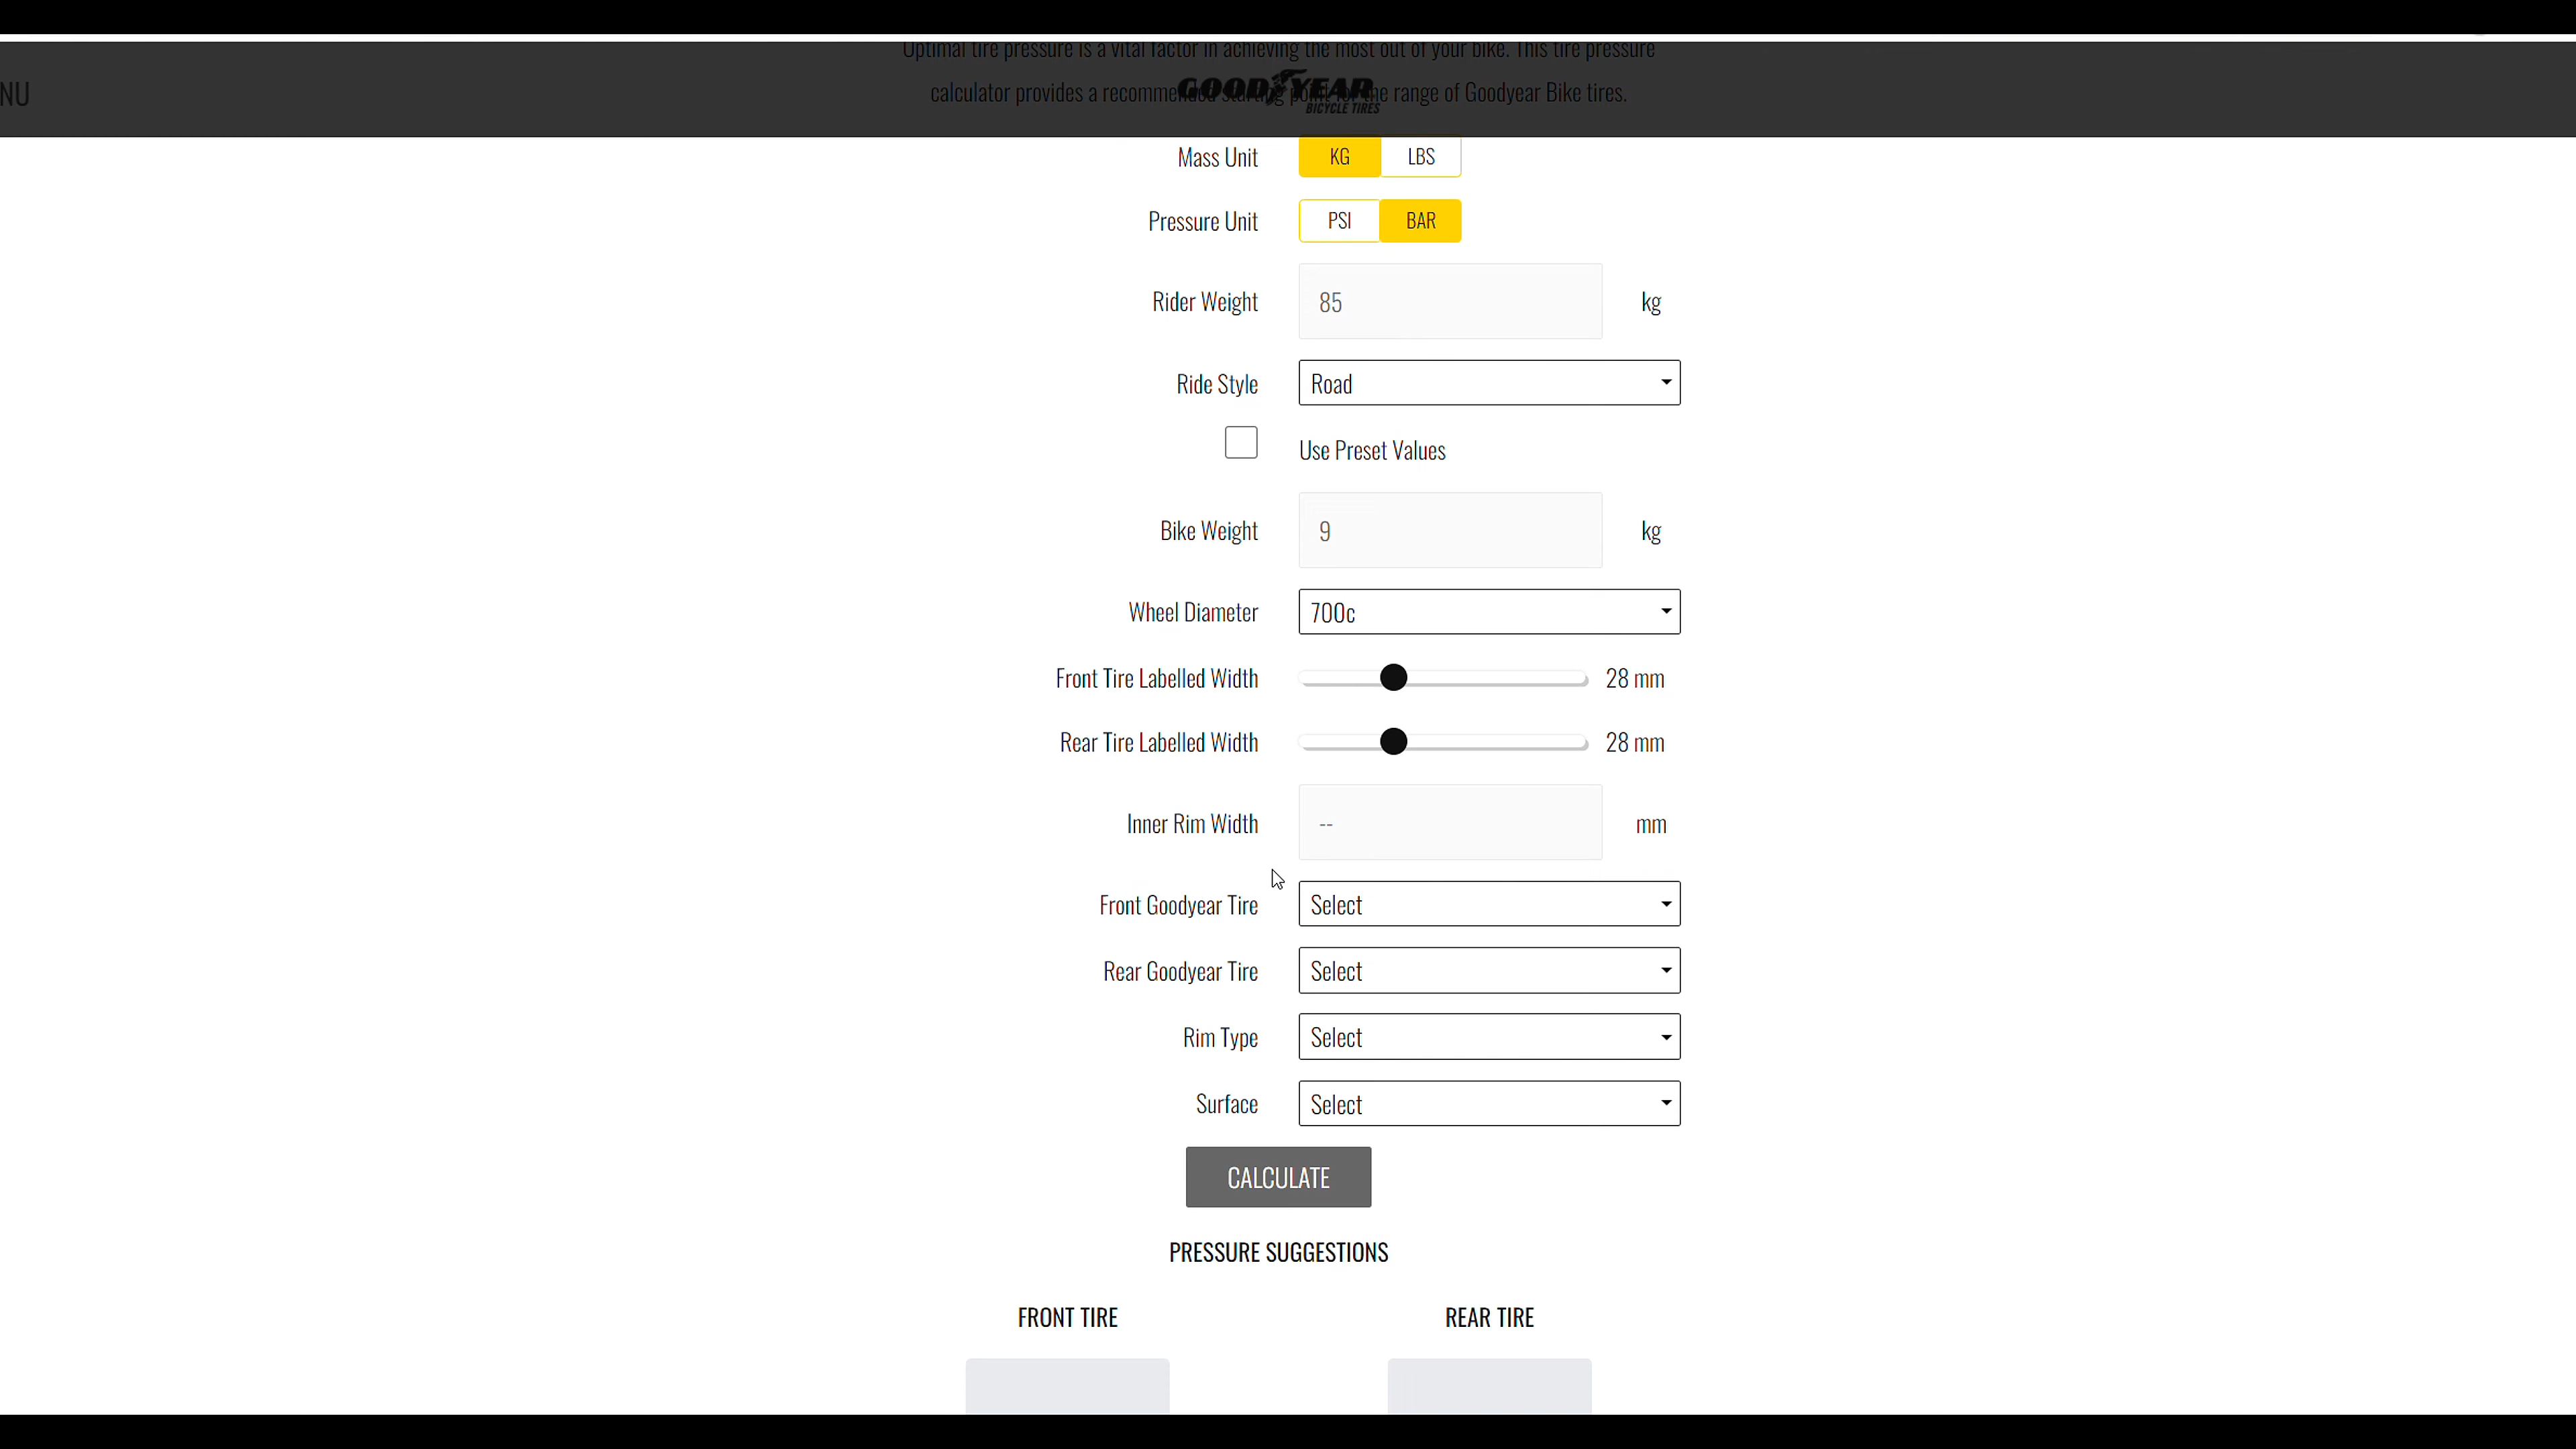 Optimal tire pressure is a vital factor in achieving the most out of your bike. This tire pressure
NU
GOODYEAR
BICYCLE TIRES
calculator provides a recommended starting point for the range of Goodyear Bike tires.
Mass Unit KG LBS
Pressure Unit PSI BAR
Rider Weight 85 kg
Ride Style Road
Use Preset Values
Bike Weight 9 kg
Wheel Diameter 700c
Front Tire Labelled Width 28 mm
Rear Tire Labelled Width 28 mm
Inner Rim Width -- mm
Front Goodyear Tire Select
Rear Goodyear Tire Select
Rim Type Select
Surface Select
CALCULATE
PRESSURE SUGGESTIONS
FRONT TIRE REAR TIRE